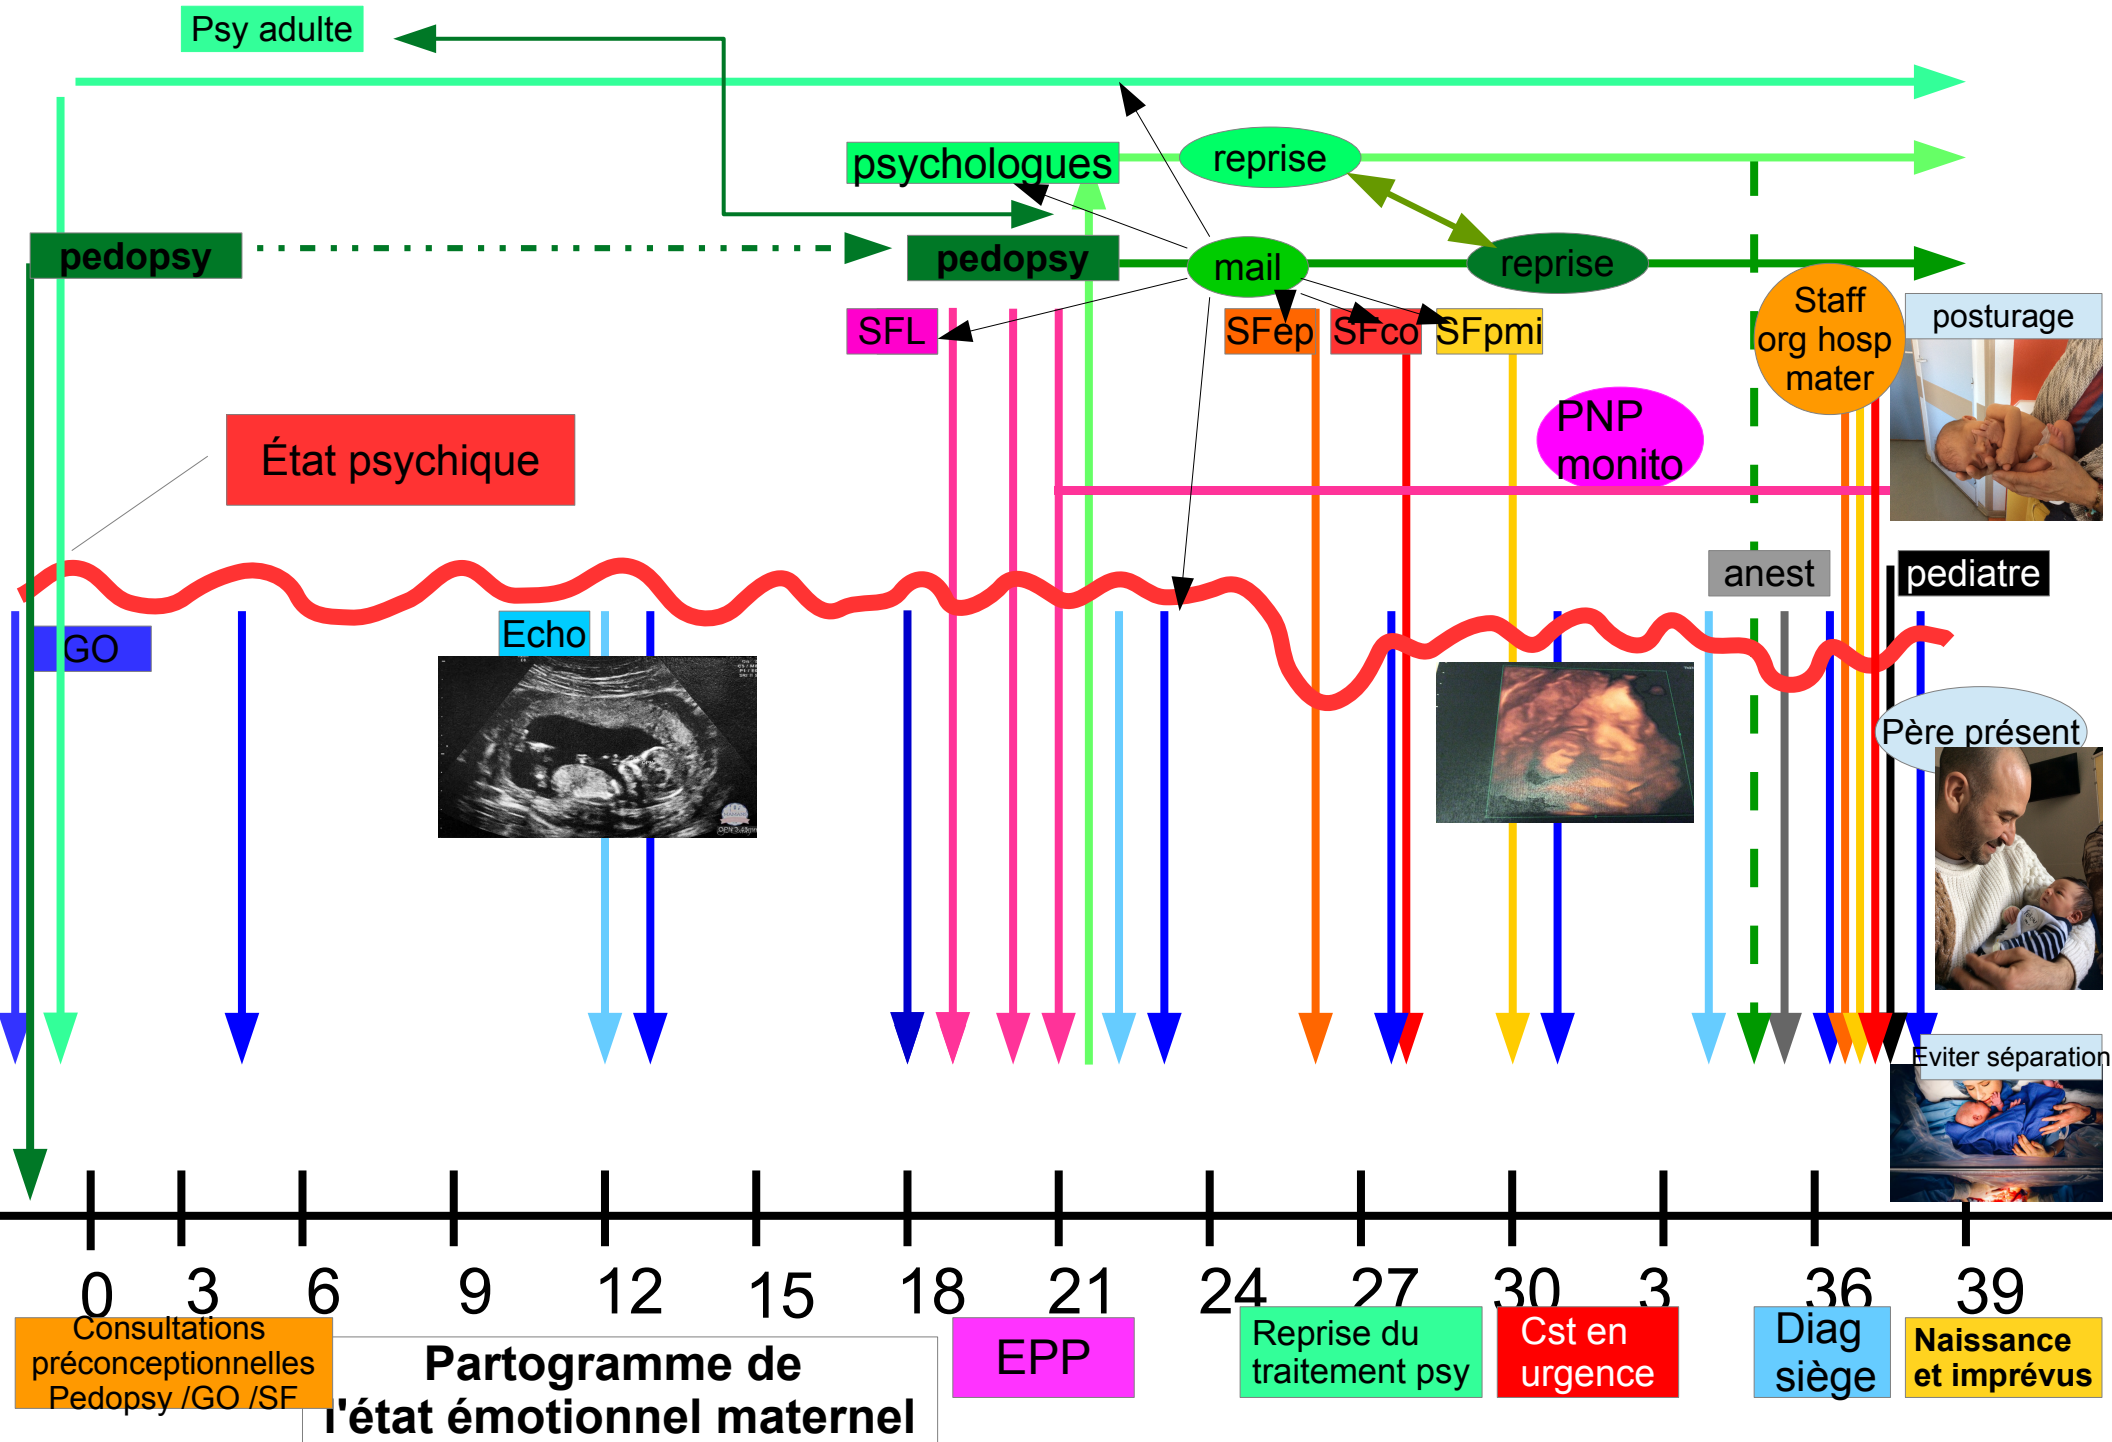 Psy adulte
psychologues
reprise
pedopsy
pedopsy
mail
reprise
SFL
SFep
SFco
SFpmi
Staff
org hosp
mater
posturage
PNP
monito
État psychique
anest
pediatre
GO
Echo
Père présent
Eviter séparation
0 3 6 9 12 15 18 21 24 27 30 3 36 39
Consultations
préconceptionnelles
Pedopsy /GO /SF
Partogramme de
l'état émotionnel maternel
EPP
Reprise du
traitement psy
Cst en
urgence
Diag
siège
Naissance
et imprévus